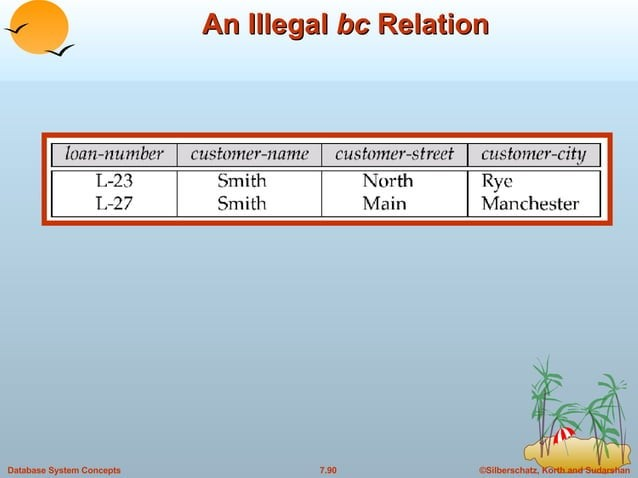 An Illegal bc Relation
loan-number customer-name customer-street customer-city
L-23 Smith North Rye
L-27 Smith Main Manchester
Database System Concepts 7.90 ©Silberschatz, Korth and Sudarshan